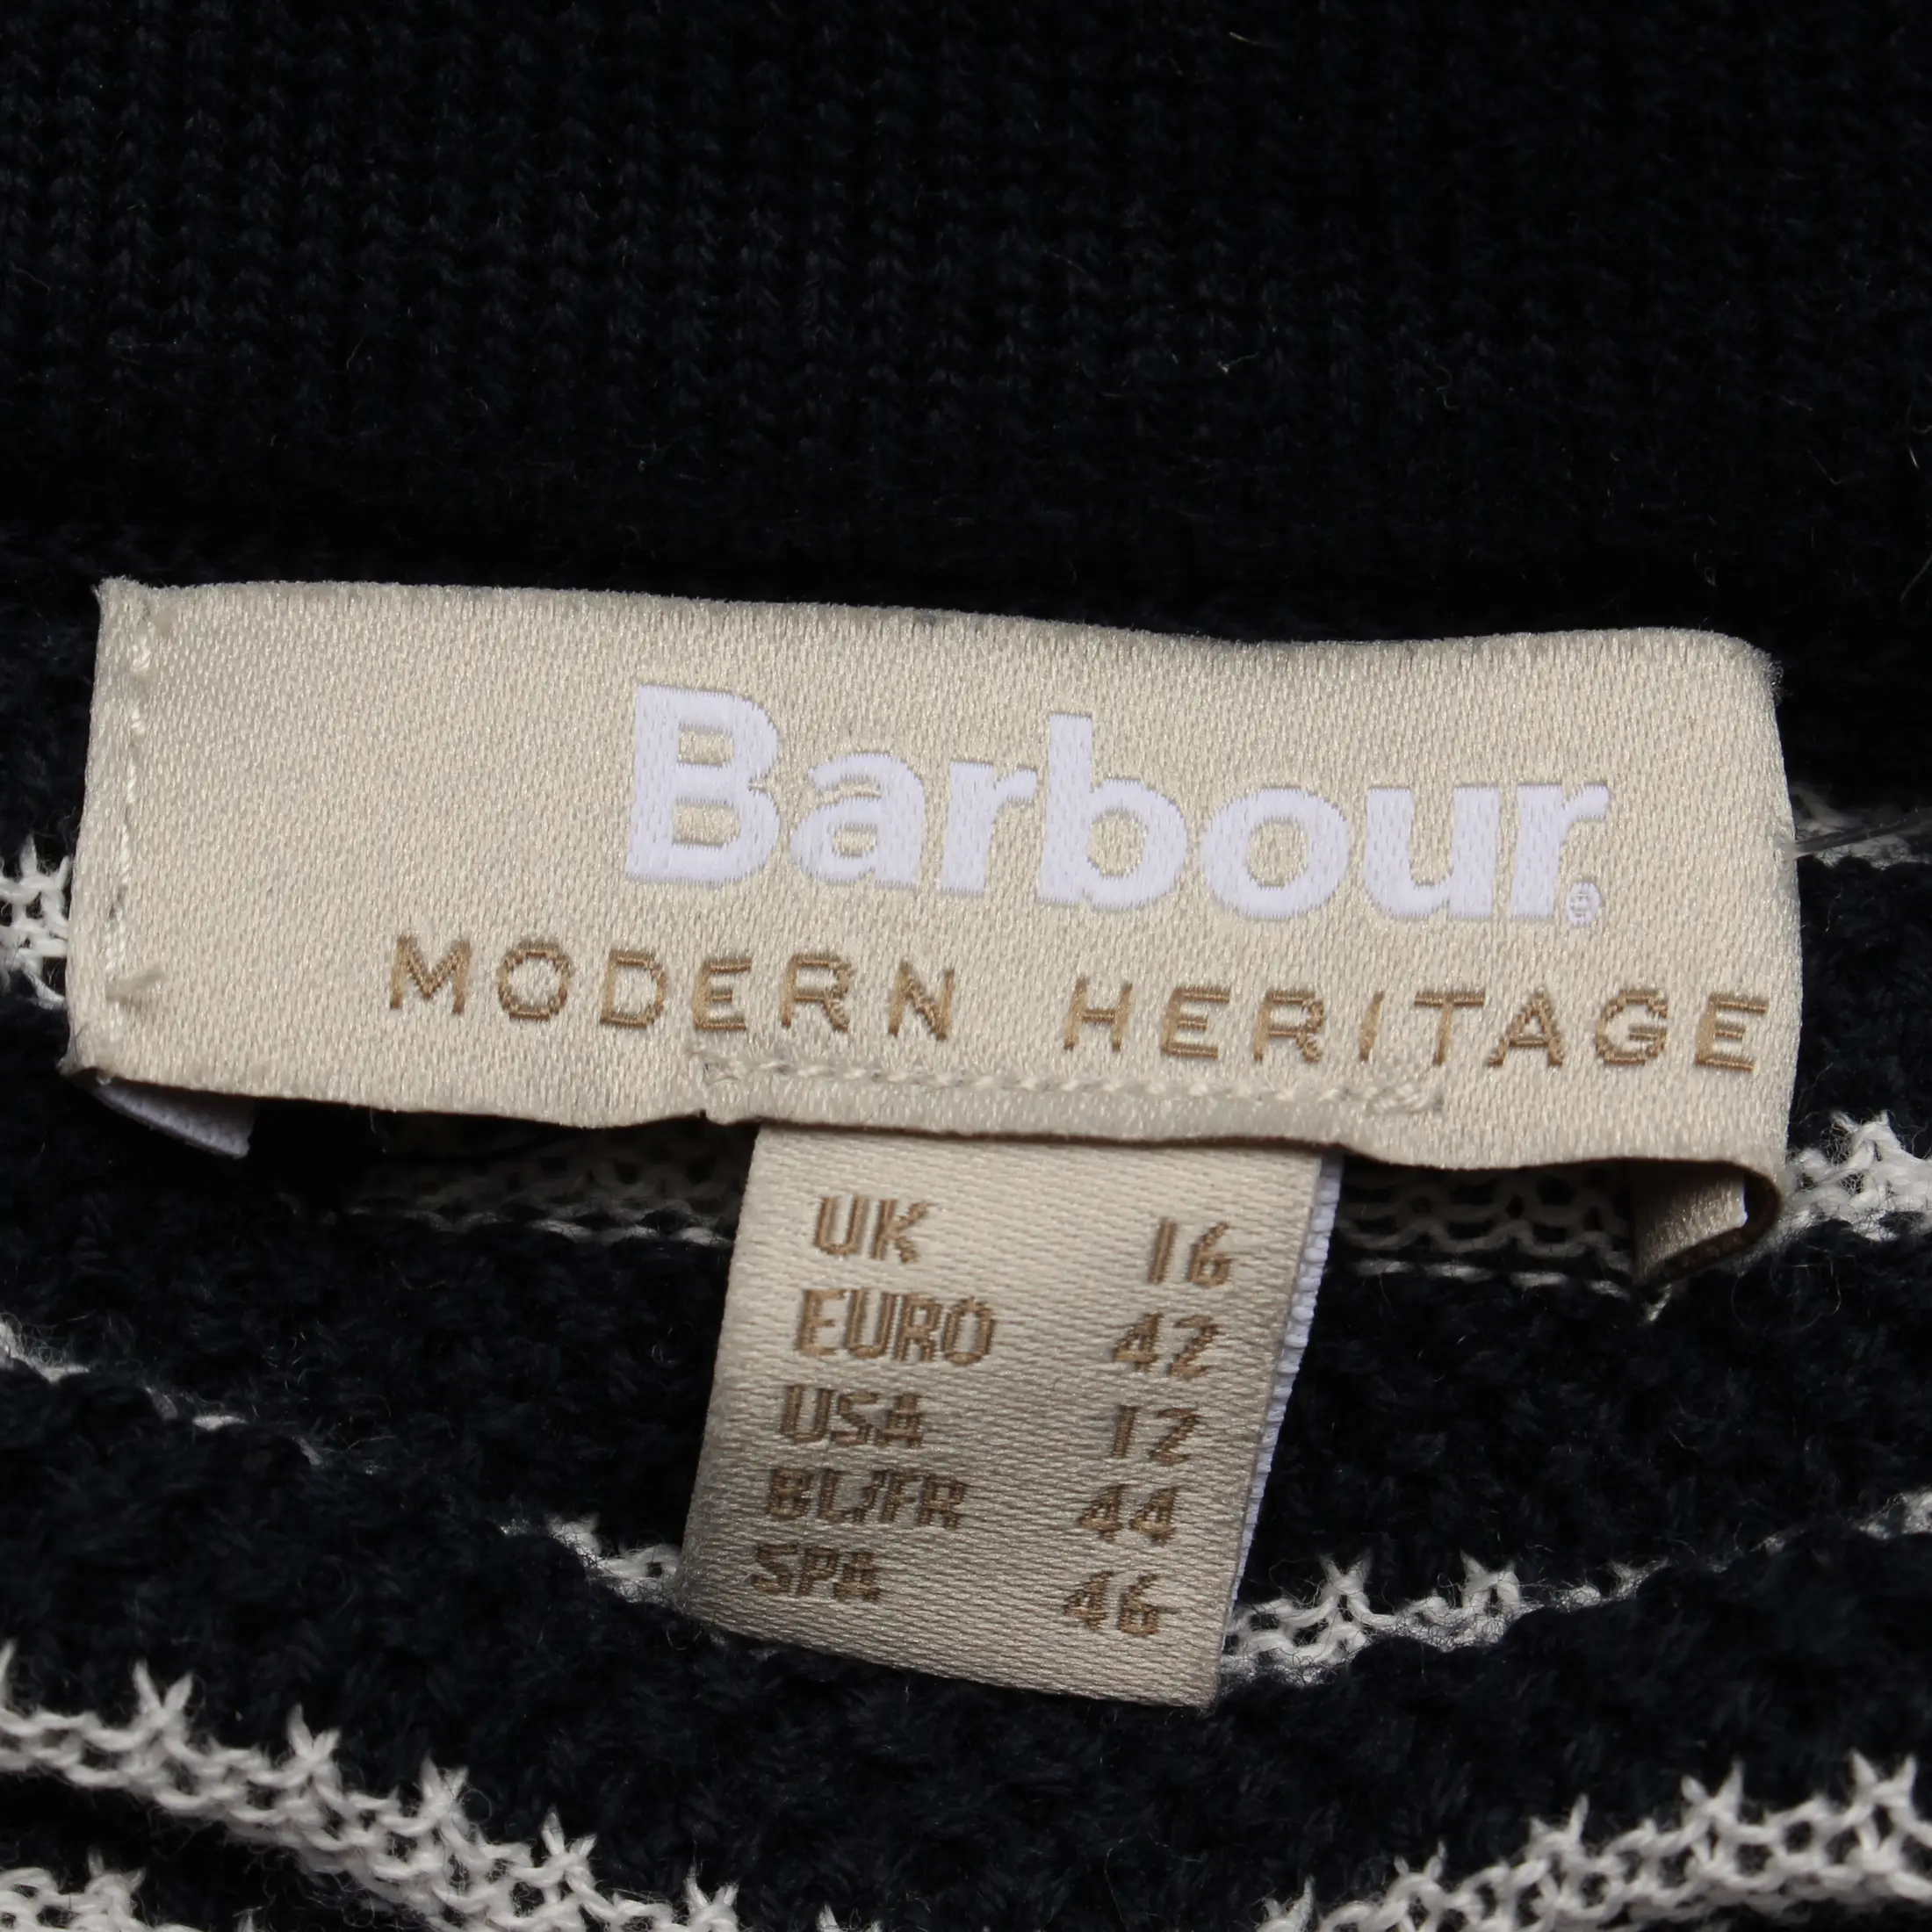 Barbour®
MODERN HERITAGE
UK 16
EURO 42
USA 12
BL/FR 44
SPA 46